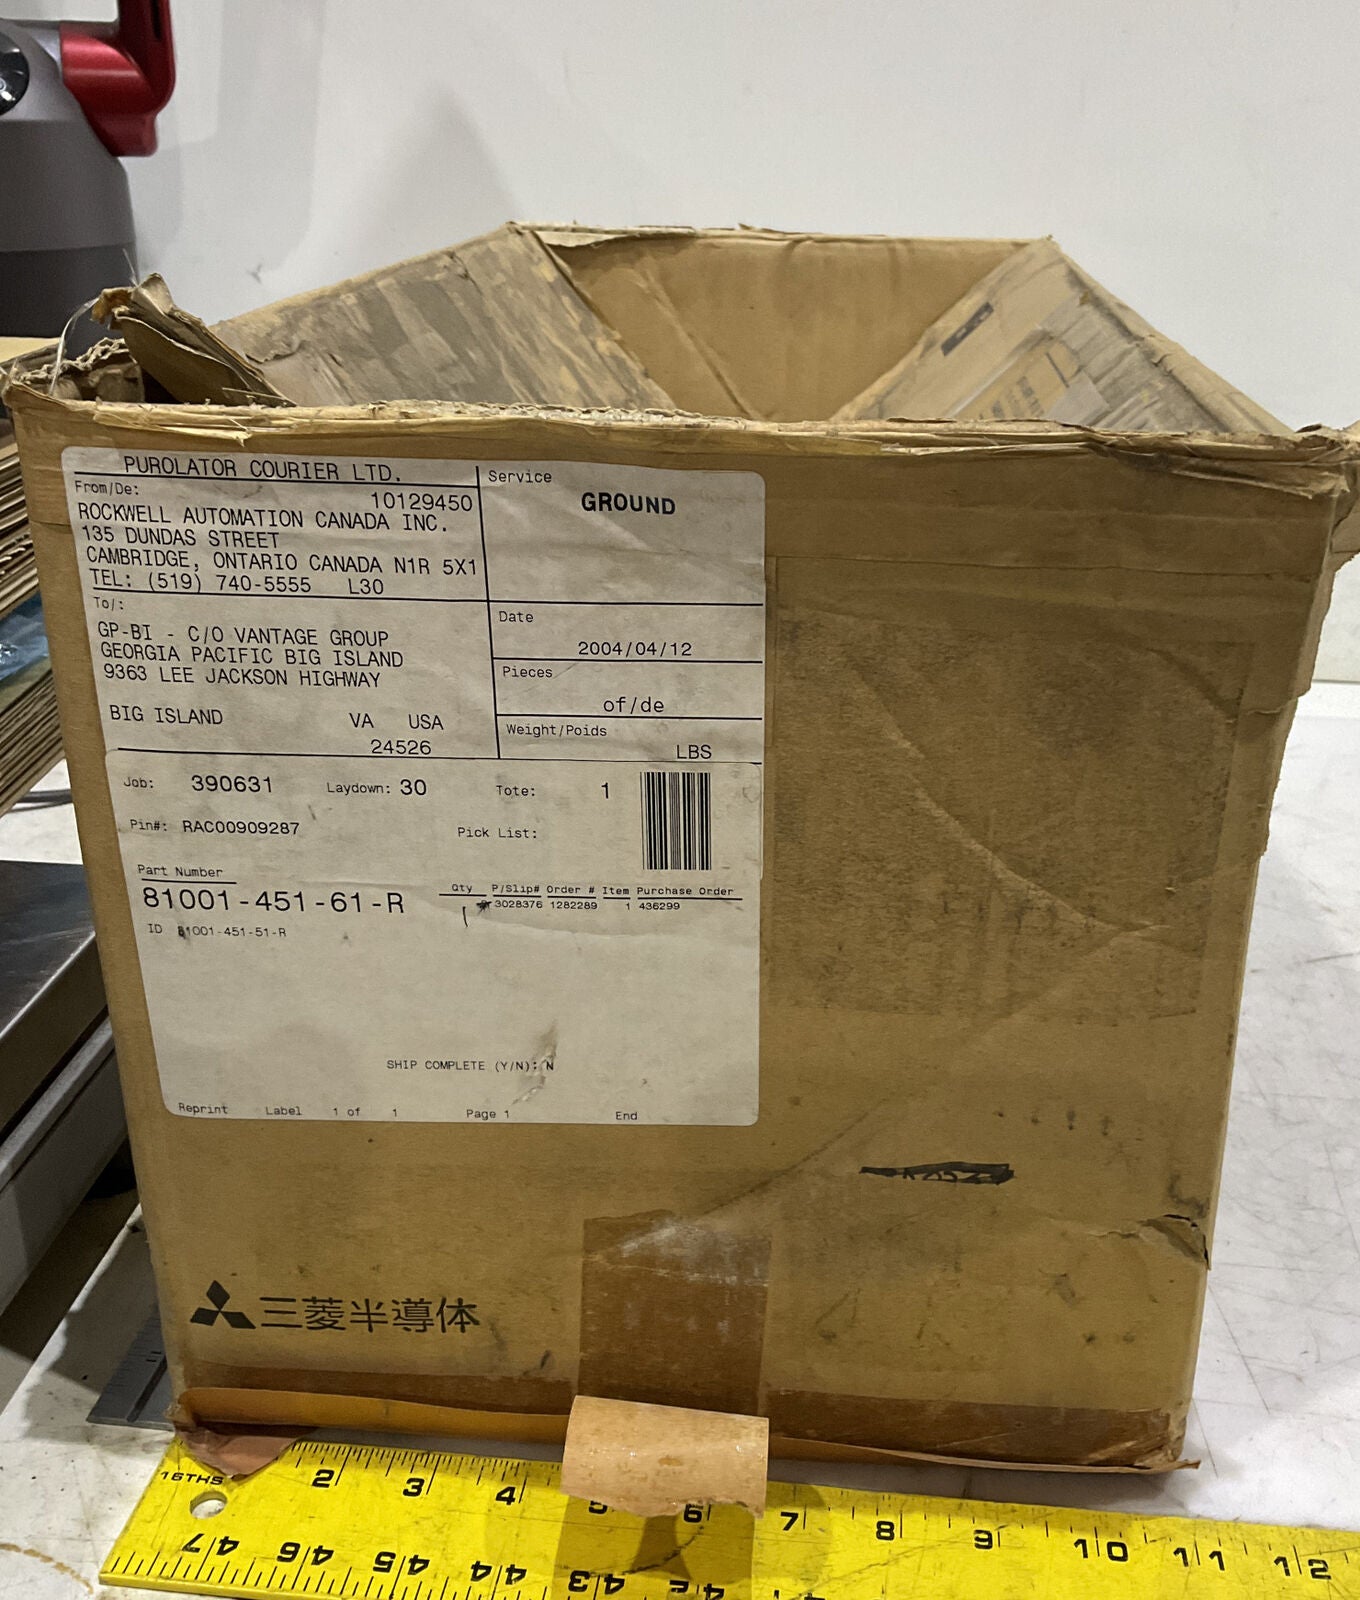 PUROLATOR COURIER LTD.
From/De:
10129450
ROCKWELL AUTOMATION CANADA INC.
135 DUNDAS STREET
CAMBRIDGE, ONTARIO CANADA N1R 5X1
TEL: (519) 740-5555 L30
Service
GROUND
To/:
GP-BI - C/O VANTAGE GROUP
GEORGIA PACIFIC BIG ISLAND
9363 LEE JACKSON HIGHWAY
BIG ISLAND VA USA
24526
Date
2004/04/12
Pieces
of/de
Weight/Poids
LBS
Job: 390631 Laydown: 30 Tote: 1
Pin#: RAC00909287 Pick List:
Part Number
81001-451-61-R
ID 81001-451-51-R
Qty P/Slip# Order # Item Purchase Order
1 3028376 1282289 1 436299
SHIP COMPLETE (Y/N): N
Reprint Label 1 of 1 Page 1 End
三菱半導体
16THS 2 3 4 5 6 7 8 9 10 11 12
47 46 45 44 43 42